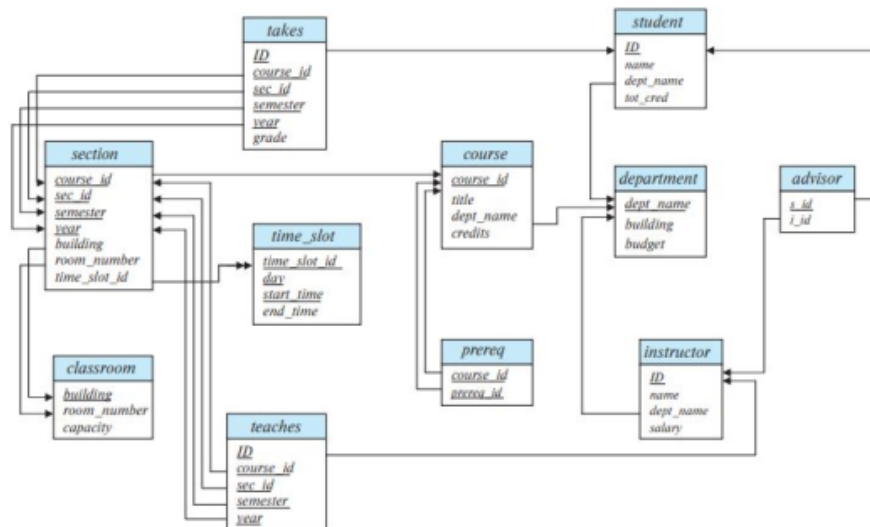 takes
ID
course_id
sec_id
semester
year
grade
student
ID
name
dept_name
tot_cred
section
course_id
sec_id
semester
year
building
room_number
time_slot_id
course
course_id
title
dept_name
credits
department
dept_name
building
budget
advisor
s_id
i_id
time_slot
time_slot_id
day
start_time
end_time
prereq
course_id
prereq_id
instructor
ID
name
dept_name
salary
classroom
building
room_number
capacity
teaches
ID
course_id
sec_id
semester
year